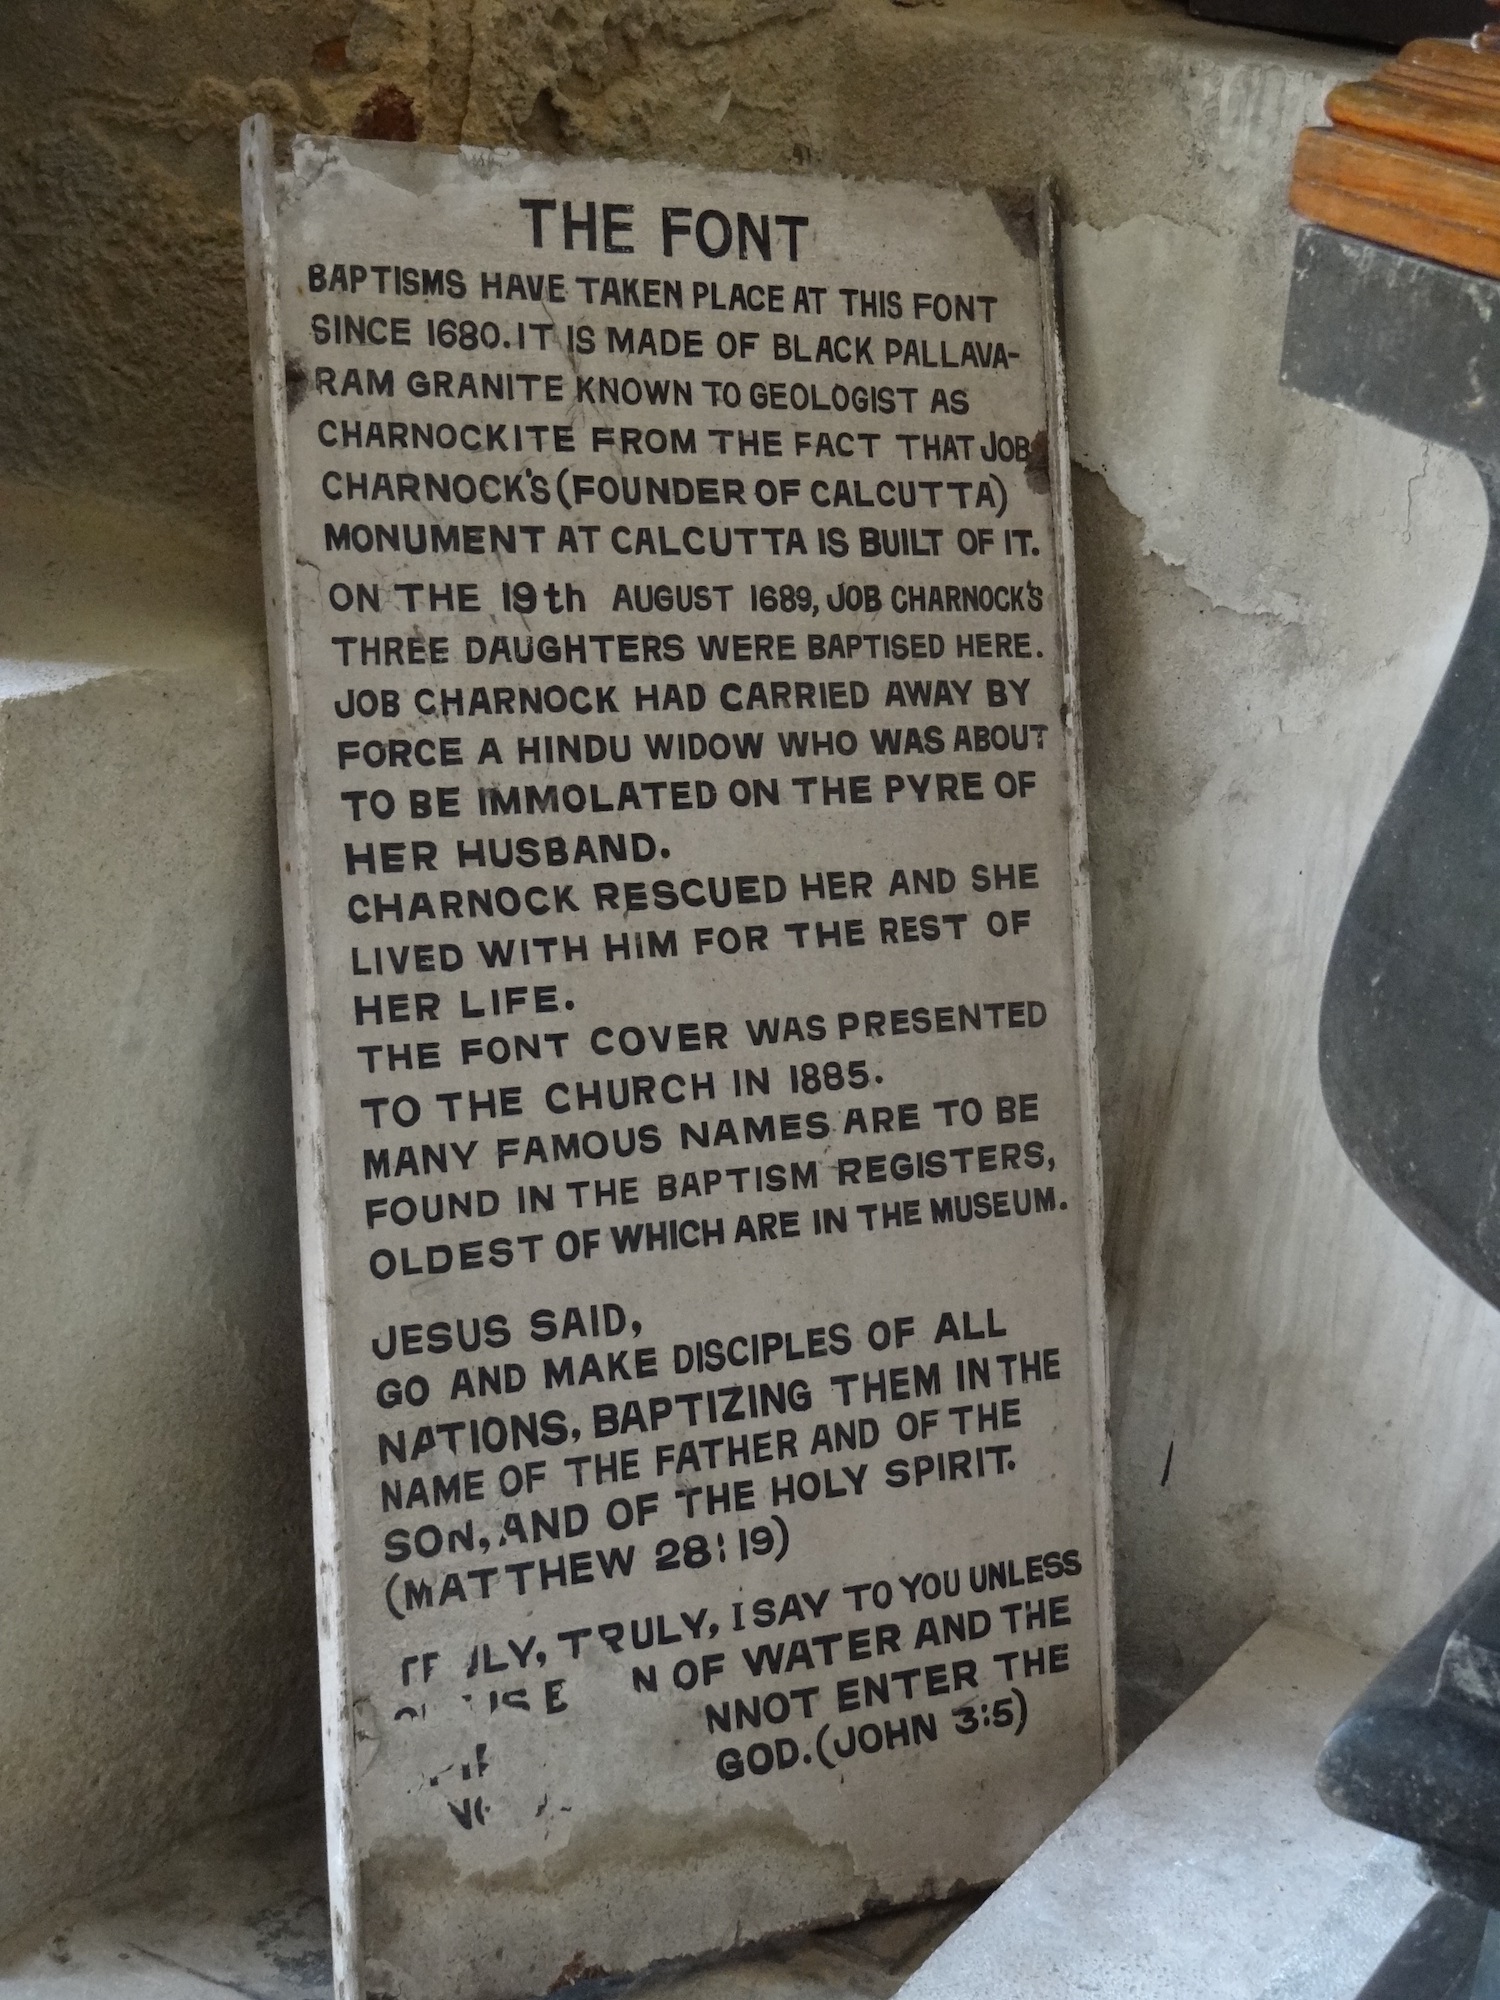 THE FONT
BAPTISMS HAVE TAKEN PLACE AT THIS FONT
SINCE 1680. IT IS MADE OF BLACK PALLAVA-
RAM GRANITE KNOWN TO GEOLOGIST AS
CHARNOCKITE FROM THE FACT THAT JOB
CHARNOCK'S (FOUNDER OF CALCUTTA)
MONUMENT AT CALCUTTA IS BUILT OF IT.
ON THE 19th AUGUST 1689, JOB CHARNOCK'S
THREE DAUGHTERS WERE BAPTISED HERE.
JOB CHARNOCK HAD CARRIED AWAY BY
FORCE A HINDU WIDOW WHO WAS ABOUT
TO BE IMMOLATED ON THE PYRE OF
HER HUSBAND.
CHARNOCK RESCUED HER AND SHE
LIVED WITH HIM FOR THE REST OF
HER LIFE.
THE FONT COVER WAS PRESENTED
TO THE CHURCH IN 1885.
MANY FAMOUS NAMES ARE TO BE
FOUND IN THE BAPTISM REGISTERS,
OLDEST OF WHICH ARE IN THE MUSEUM.
JESUS SAID,
GO AND MAKE DISCIPLES OF ALL
NATIONS, BAPTIZING THEM IN THE
NAME OF THE FATHER AND OF THE
SON, AND OF THE HOLY SPIRIT.
(MATTHEW 28:19)
TRULY, TRULY, I SAY TO YOU UNLESS
OF WATER AND THE
ENTER THE
GOD. (JOHN 3:5)